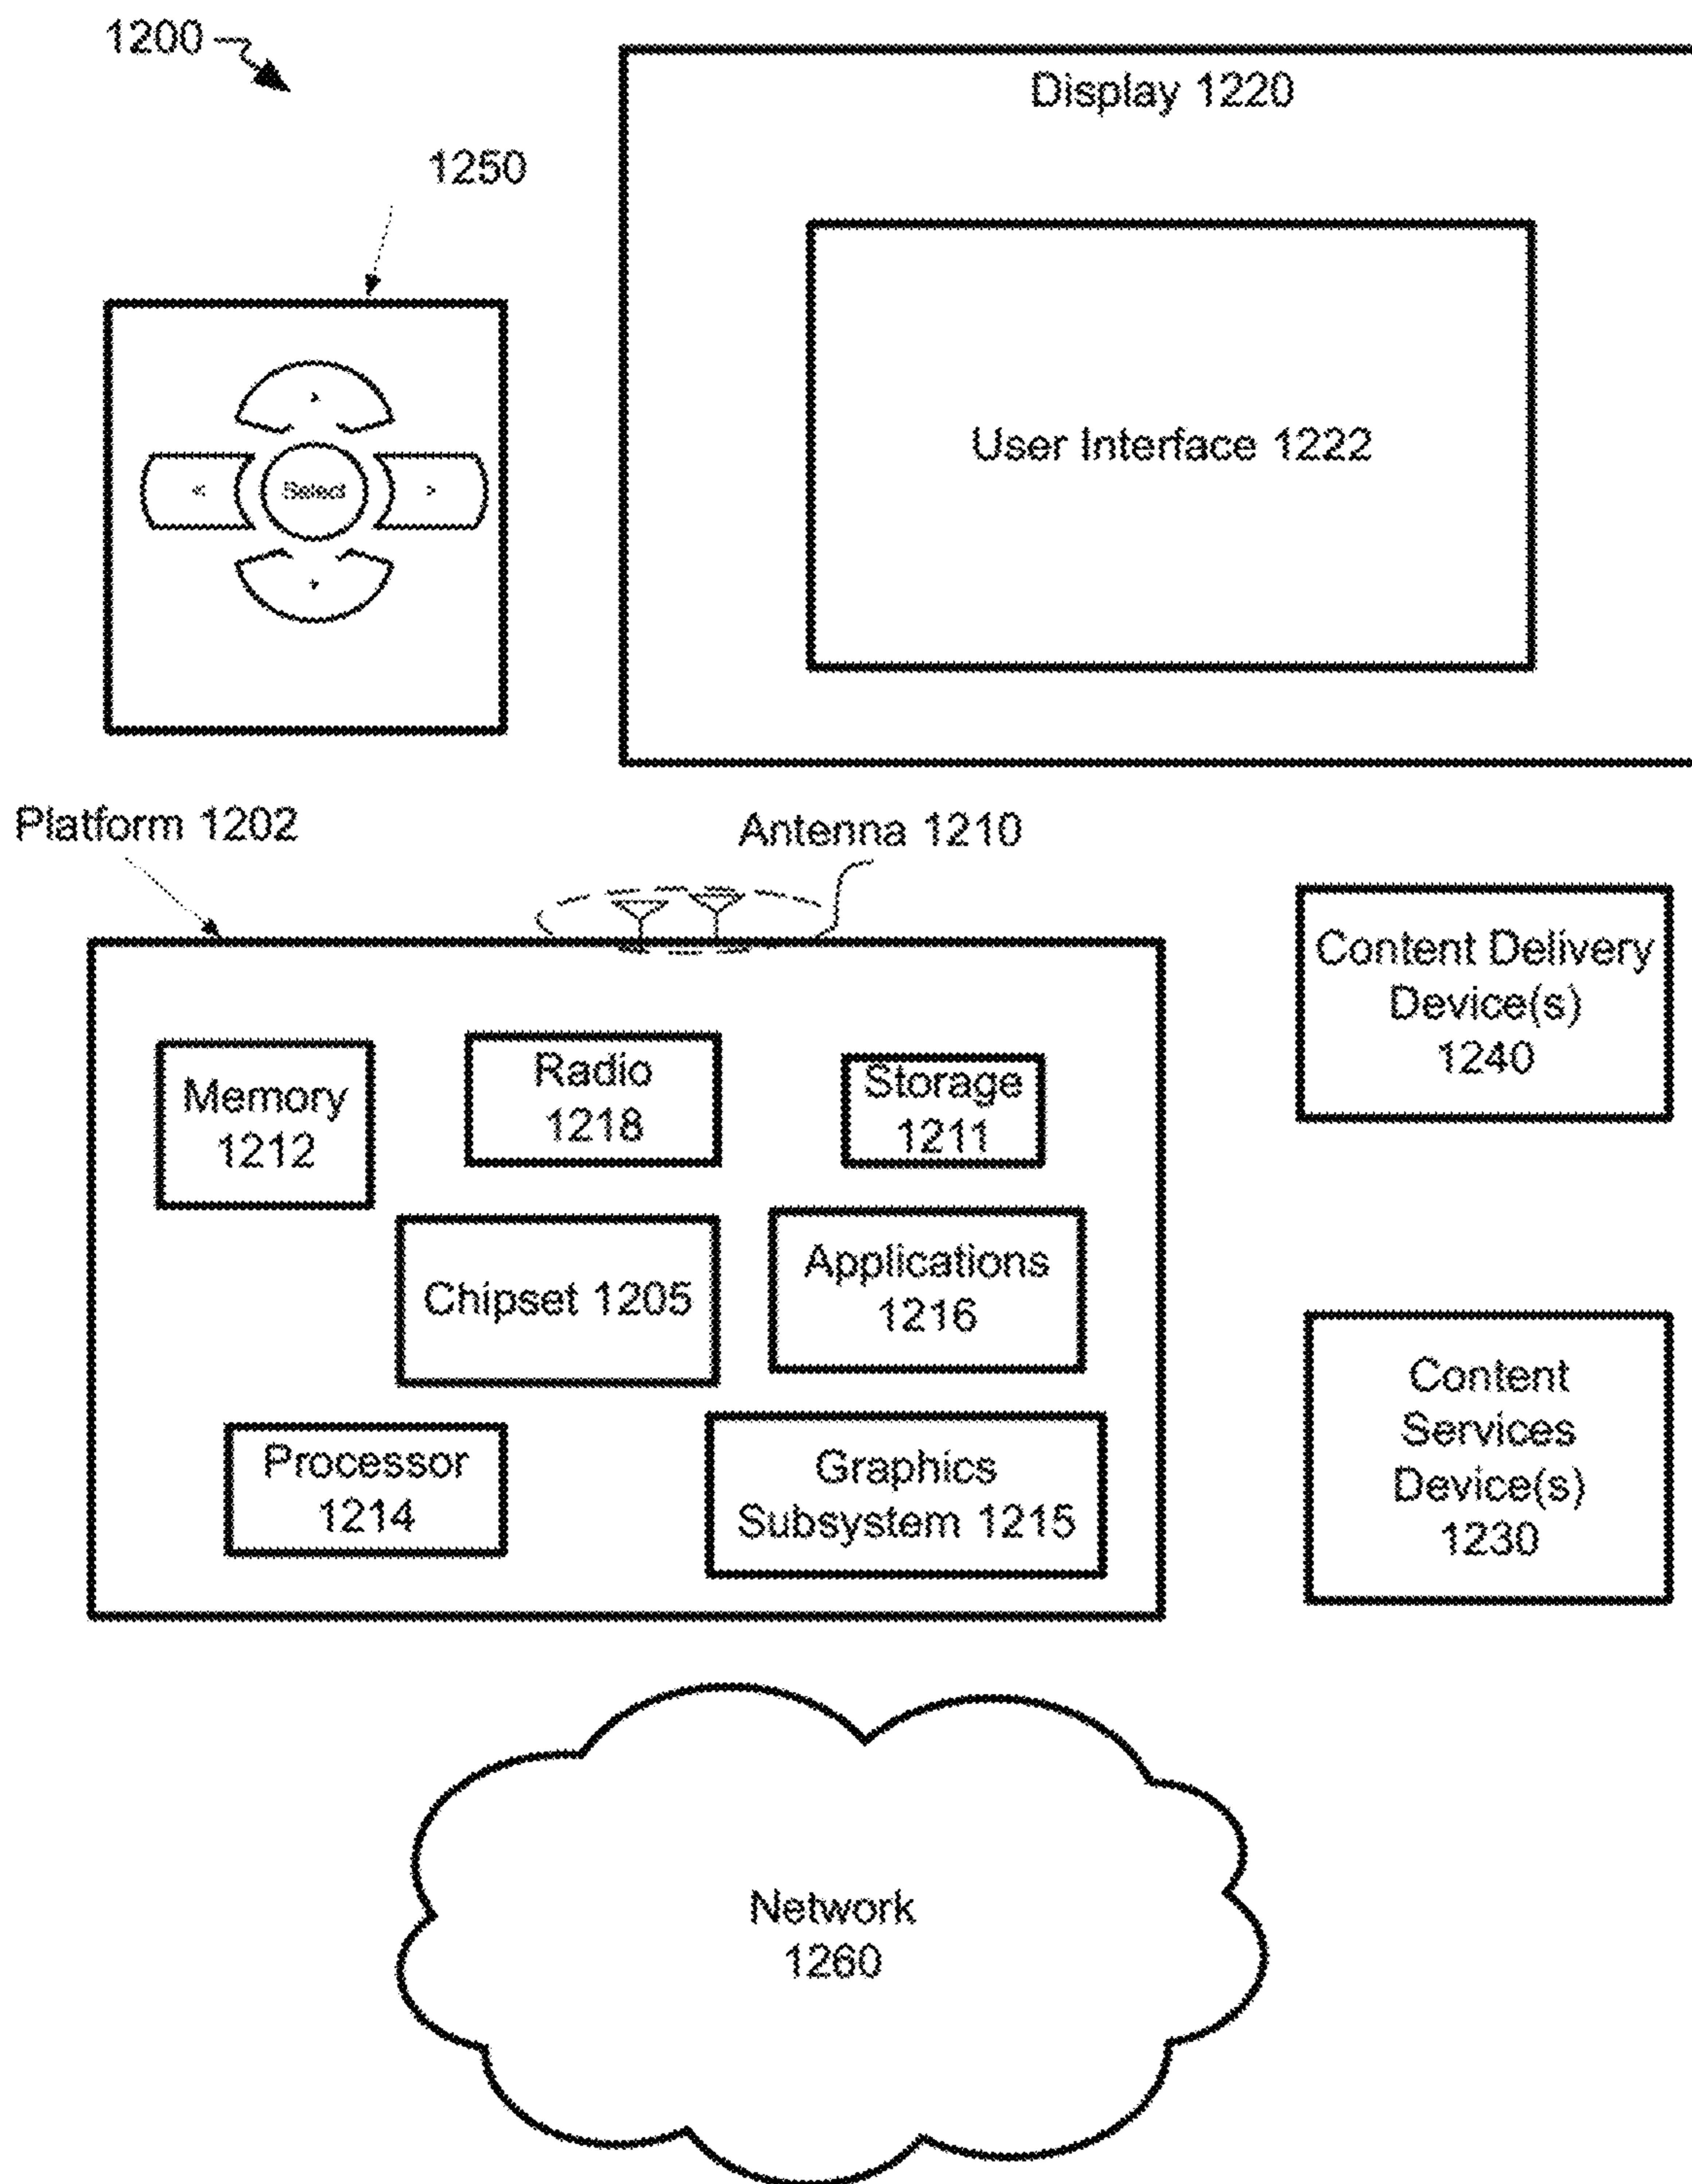 1200
Display 1220
1250
User Interface 1222
Select
Platform 1202
Antenna 1210
Content Delivery
Device(s)
1240
Memory
1212
Radio
1218
Storage
1211
Chipset 1205
Applications
1216
Content
Services
Device(s)
1230
Processor
1214
Graphics
Subsystem 1215
Network
1260